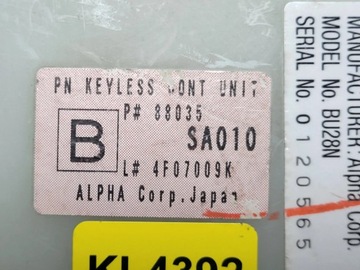 PN KEYLESS CONT UNIT
P# 88035
B
SA010
L# 4F07009K
ALPHA Corp.Japan
MANUFACTURER:Alpha Corp.
MODEL No. BU28N
SERIAL No. 0120565
KL4392